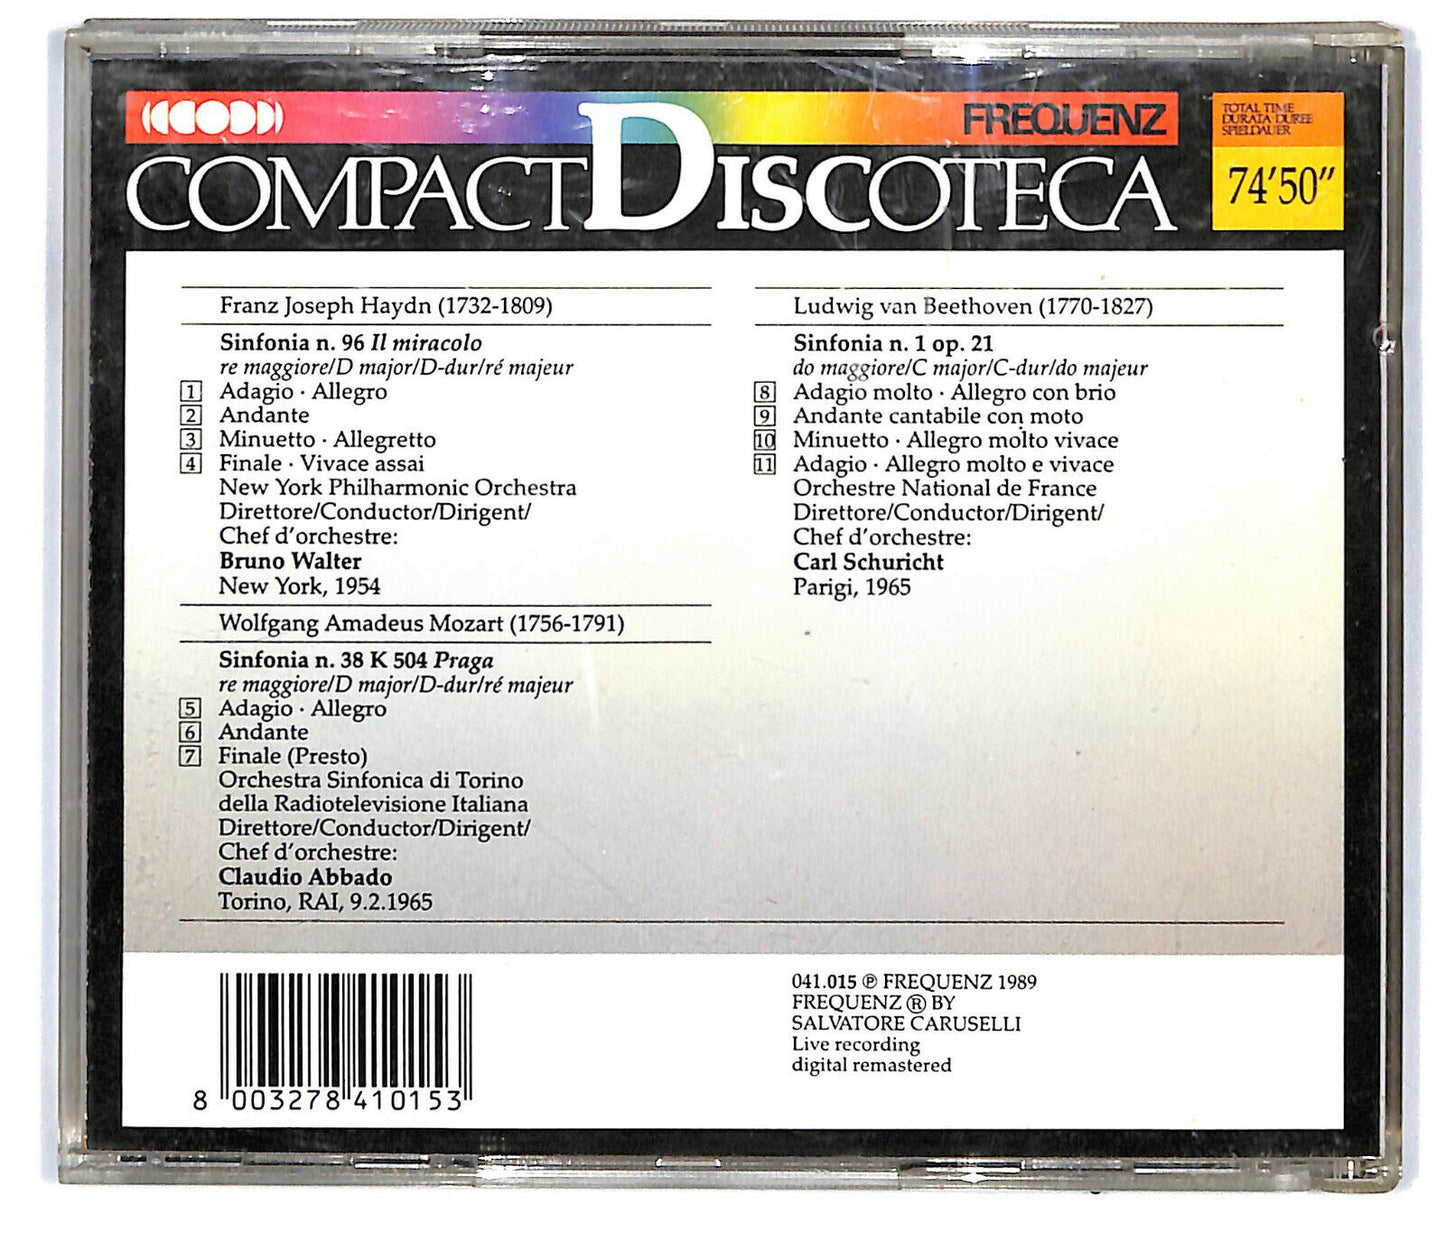 FREQUENZ
COMPACT DISCOTECA
TOTAL TIME
DURATA DURÉE
SPIELDAUER
74'50"
Franz Joseph Haydn (1732-1809)
Sinfonia n. 96 Il miracolo
re maggiore/D major/D-dur/ré majeur
1 Adagio · Allegro
2 Andante
3 Minuetto · Allegretto
4 Finale · Vivace assai
New York Philharmonic Orchestra
Direttore/Conductor/Dirigent/
Chef d'orchestre:
Bruno Walter
New York, 1954
Wolfgang Amadeus Mozart (1756-1791)
Sinfonia n. 38 K 504 Praga
re maggiore/D major/D-dur/ré majeur
5 Adagio · Allegro
6 Andante
7 Finale (Presto)
Orchestra Sinfonica di Torino
della Radiotelevisione Italiana
Direttore/Conductor/Dirigent/
Chef d'orchestre:
Claudio Abbado
Torino, RAI, 9.2.1965
Ludwig van Beethoven (1770-1827)
Sinfonia n. 1 op. 21
do maggiore/C major/C-dur/do majeur
8 Adagio molto · Allegro con brio
9 Andante cantabile con moto
10 Minuetto · Allegro molto vivace
11 Adagio · Allegro molto e vivace
Orchestre National de France
Direttore/Conductor/Dirigent/
Chef d'orchestre:
Carl Schuricht
Parigi, 1965
8 003278 410153
041.015 ℗ FREQUENZ 1989
FREQUENZ ® BY
SALVATORE CARUSELLI
Live recording
digital remastered